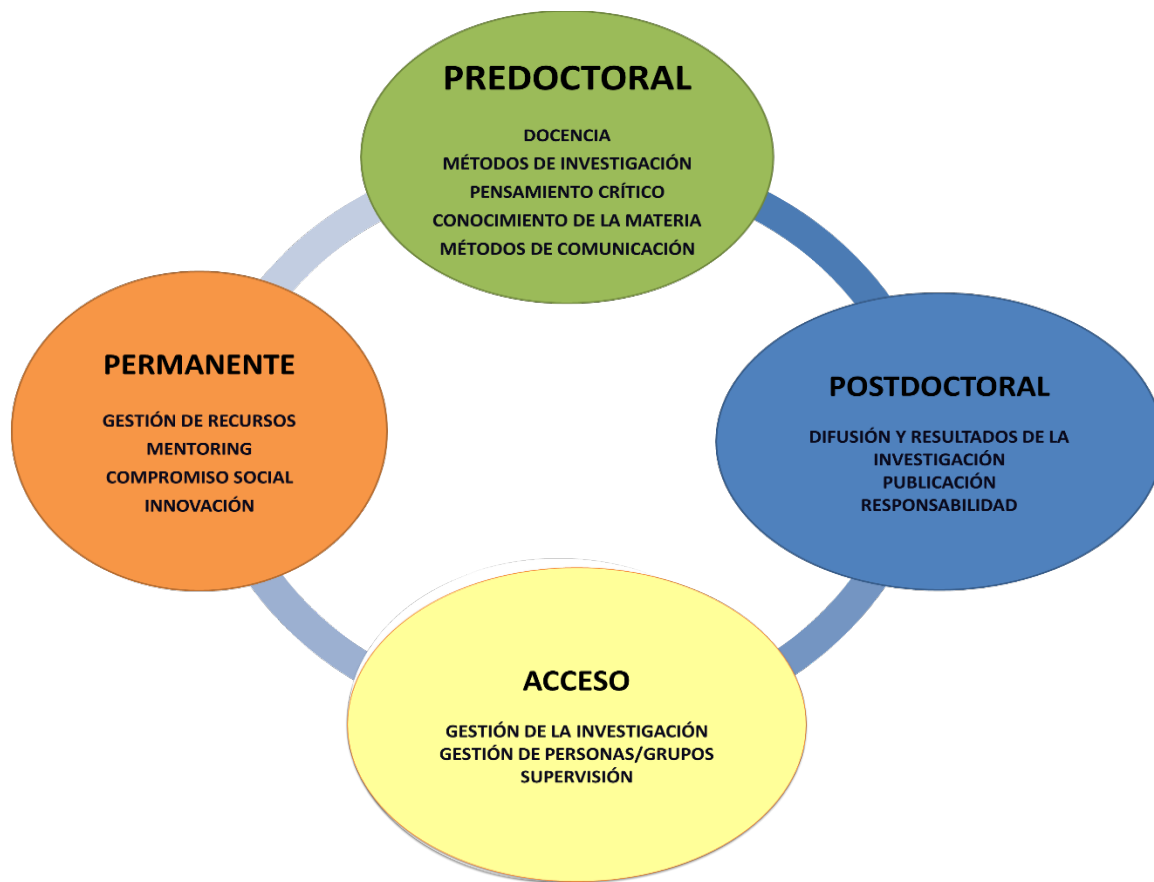 PREDOCTORAL
DOCENCIA
MÉTODOS DE INVESTIGACIÓN
PENSAMIENTO CRÍTICO
CONOCIMIENTO DE LA MATERIA
MÉTODOS DE COMUNICACIÓN
PERMANENTE
GESTIÓN DE RECURSOS
MENTORING
COMPROMISO SOCIAL
INNOVACIÓN
POSTDOCTORAL
DIFUSIÓN Y RESULTADOS DE LA
INVESTIGACIÓN
PUBLICACIÓN
RESPONSABILIDAD
ACCESO
GESTIÓN DE LA INVESTIGACIÓN
GESTIÓN DE PERSONAS/GRUPOS
SUPERVISIÓN